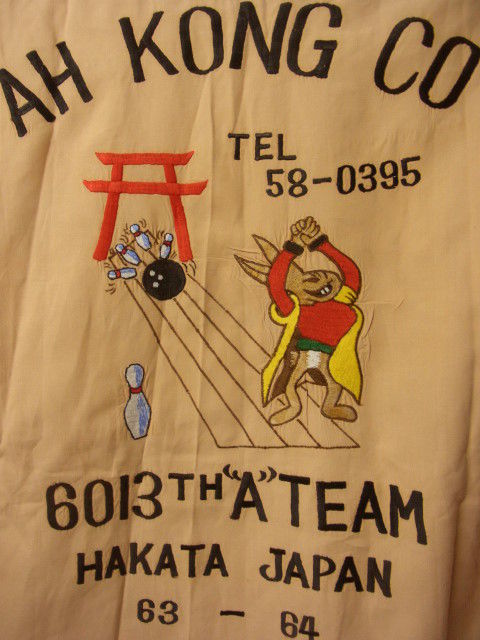 AH KONG CO
TEL
58-0395
6013TH "A" TEAM
HAKATA JAPAN
63 - 64